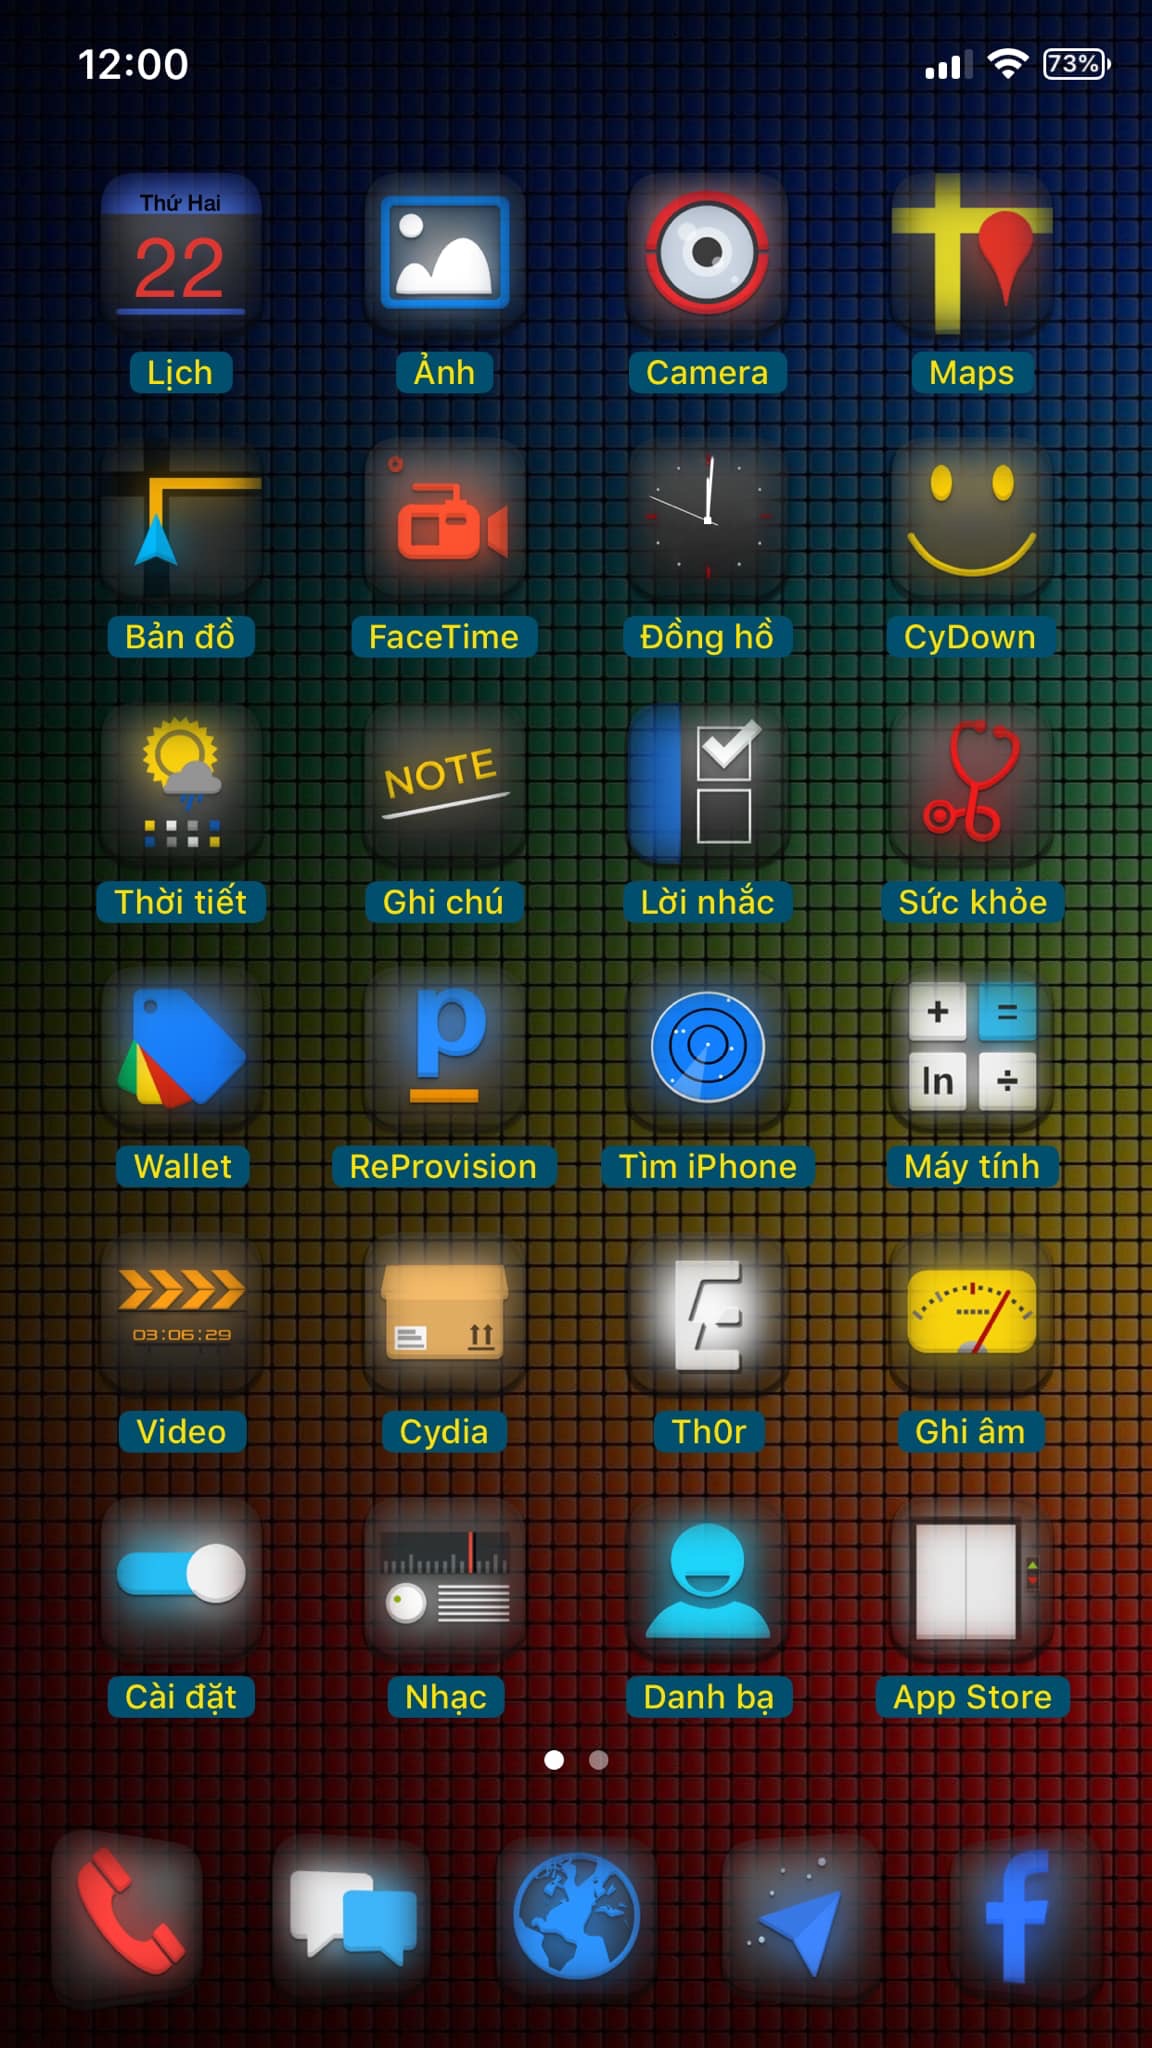 12:00
73%
Thứ Hai
22
Lịch
Ảnh
Camera
Maps
Bản đồ
FaceTime
Đồng hồ
CyDown
NOTE
Thời tiết
Ghi chú
Lời nhắc
Sức khỏe
p
+ =
ln ÷
Wallet
ReProvision
Tìm iPhone
Máy tính
03:06:29
Video
Cydia
Th0r
Ghi âm
Cài đặt
Nhạc
Danh bạ
App Store
f